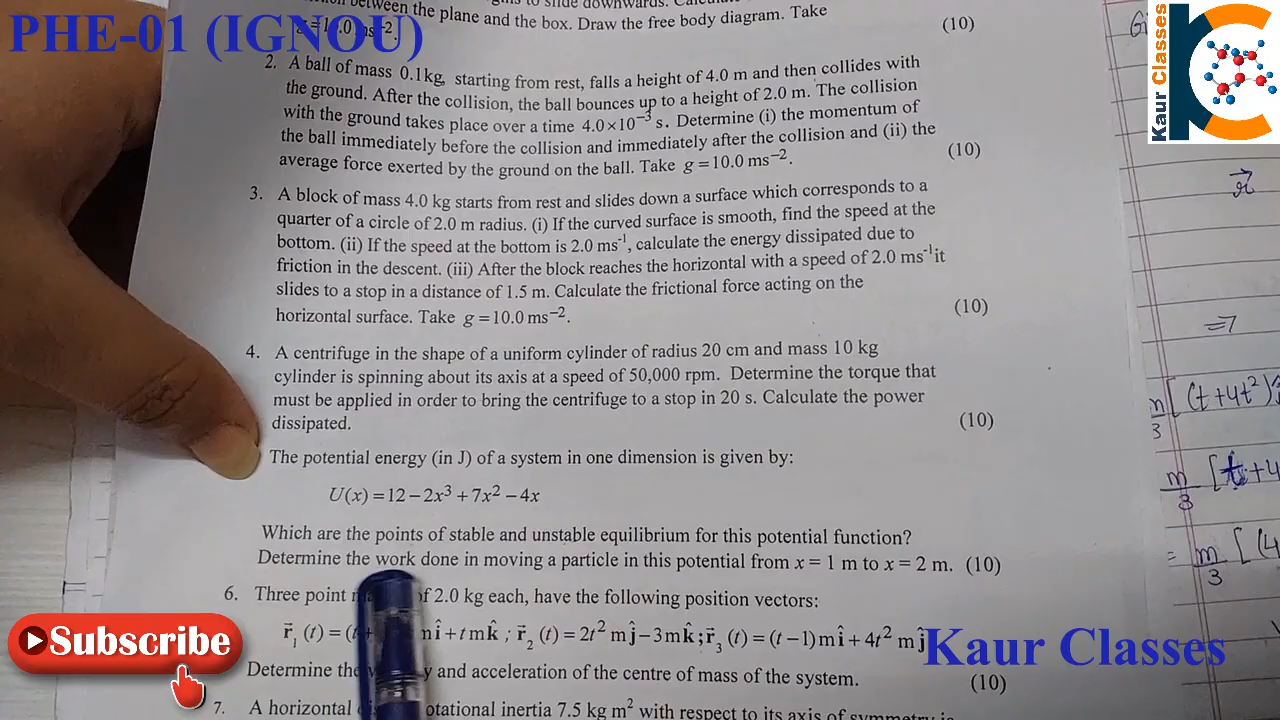 PHE-01 (IGNOU)
between the plane and the box. Draw the free body diagram. Take
(10)
2. A ball of mass 0.1kg, starting from rest, falls a height of 4.0 m and then collides with
the ground. After the collision, the ball bounces up to a height of 2.0 m. The collision
with the ground takes place over a time 4.0×10⁻³ s. Determine (i) the momentum of
the ball immediately before the collision and immediately after the collision and (ii) the
average force exerted by the ground on the ball. Take g = 10.0 ms⁻².
(10)
3. A block of mass 4.0 kg starts from rest and slides down a surface which corresponds to a
quarter of a circle of 2.0 m radius. (i) If the curved surface is smooth, find the speed at the
bottom. (ii) If the speed at the bottom is 2.0 ms⁻¹, calculate the energy dissipated due to
friction in the descent. (iii) After the block reaches the horizontal with a speed of 2.0 ms⁻¹ it
slides to a stop in a distance of 1.5 m. Calculate the frictional force acting on the
horizontal surface. Take g = 10.0 ms⁻².
(10)
4. A centrifuge in the shape of a uniform cylinder of radius 20 cm and mass 10 kg
cylinder is spinning about its axis at a speed of 50,000 rpm. Determine the torque that
must be applied in order to bring the centrifuge to a stop in 20 s. Calculate the power
dissipated.
(10)
The potential energy (in J) of a system in one dimension is given by:
U(x) = 12 − 2x³ + 7x² − 4x
Which are the points of stable and unstable equilibrium for this potential function?
Determine the work done in moving a particle in this potential from x = 1 m to x = 2 m. (10)
6. Three point of 2.0 kg each, have the following position vectors:
r⃗₁(t) = î + t m k̂ ; r⃗₂(t) = 2t² m ĵ − 3m k̂ ; r⃗₃(t) = (t − 1) m î + 4t² m ĵ
Determine the and acceleration of the centre of mass of the system.
(10)
7. A horizontal inertia 7.5 kg m² with respect to its axis of symmetry is
Kaur Classes
Subscribe
Kaur Classes
r⃗
⇒
m/3 [(t+4t²)
m/3 [
= m/3 [